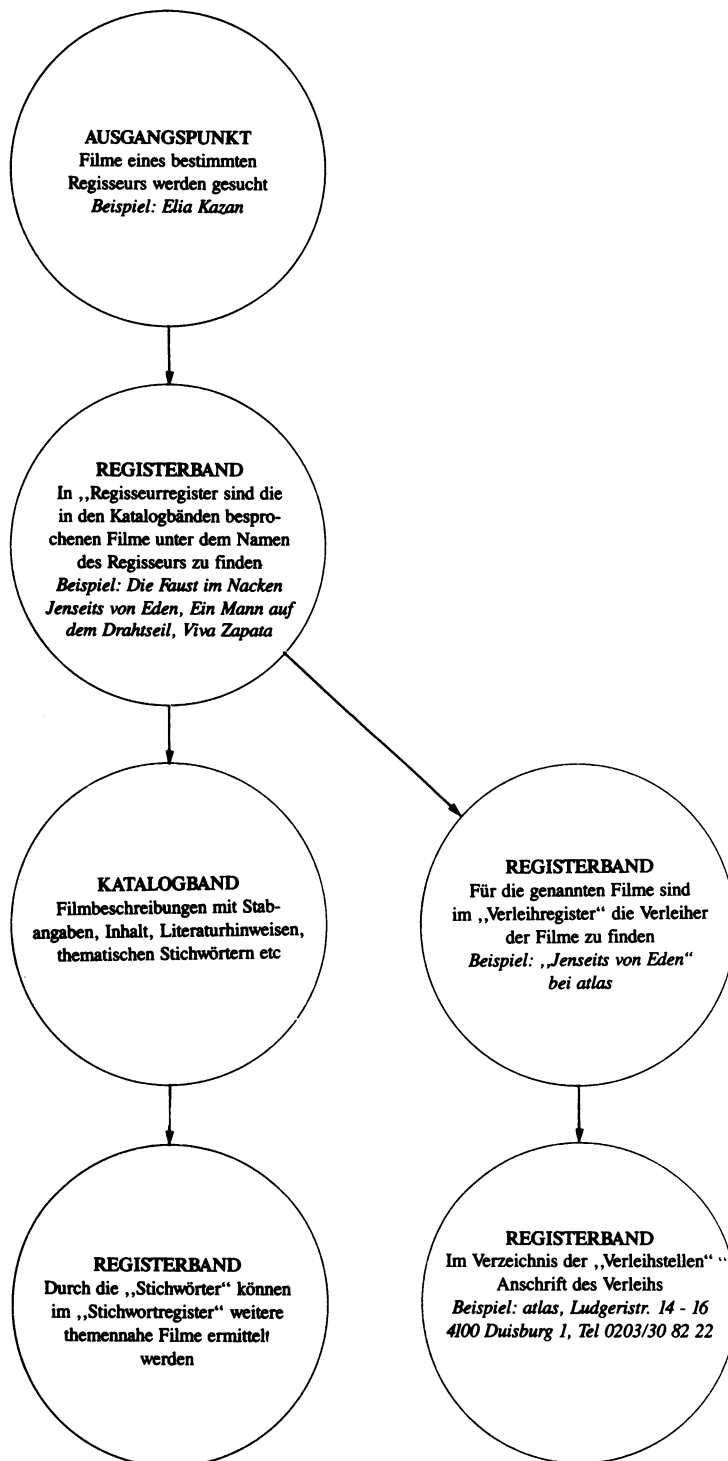 AUSGANGSPUNKT
Filme eines bestimmten
Regisseurs werden gesucht
Beispiel: Elia Kazan
REGISTERBAND
In ,,Regisseurregister sind die
in den Katalogbänden bespro-
chenen Filme unter dem Namen
des Regisseurs zu finden
Beispiel: Die Faust im Nacken
Jenseits von Eden, Ein Mann auf
dem Drahtseil, Viva Zapata
KATALOGBAND
Filmbeschreibungen mit Stab-
angaben, Inhalt, Literaturhinweisen,
thematischen Stichwörtern etc
REGISTERBAND
Für die genannten Filme sind
im ,,Verleihregister“ die Verleiher
der Filme zu finden
Beispiel: ,,Jenseits von Eden“
bei atlas
REGISTERBAND
Durch die ,,Stichwörter“ können
im ,,Stichwortregister“ weitere
themennahe Filme ermittelt
werden
REGISTERBAND
Im Verzeichnis der ,,Verleihstellen“ “
Anschrift des Verleihs
Beispiel: atlas, Ludgeristr. 14 - 16
4100 Duisburg 1, Tel 0203/30 82 22